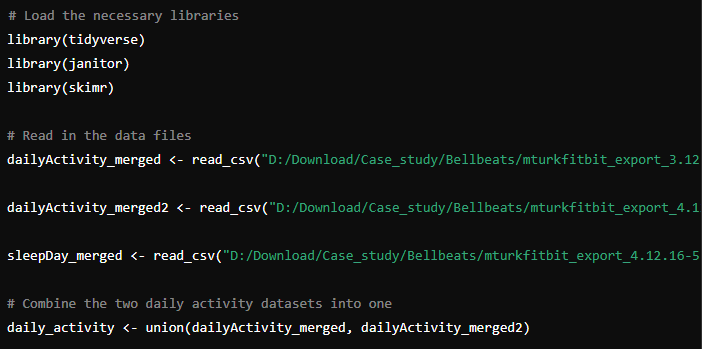 # Load the necessary libraries
library(tidyverse)
library(janitor)
library(skimr)
# Read in the data files
dailyActivity_merged <- read_csv("D:/Download/Case_study/Bellbeats/mturkfitbit_export_3.12
dailyActivity_merged2 <- read_csv("D:/Download/Case_study/Bellbeats/mturkfitbit_export_4.1
sleepDay_merged <- read_csv("D:/Download/Case_study/Bellbeats/mturkfitbit_export_4.12.16-5
# Combine the two daily activity datasets into one
daily_activity <- union(dailyActivity_merged, dailyActivity_merged2)